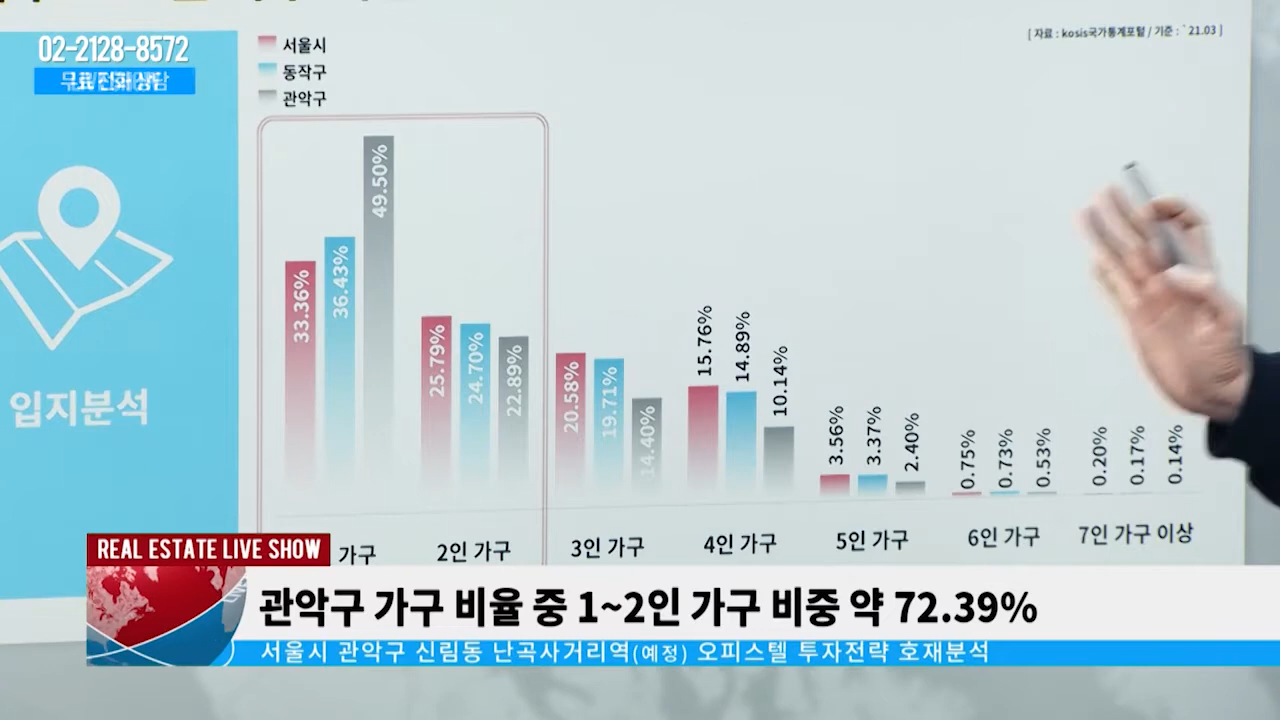 02-2128-8572
서울시
동작구
관악구
[ 자료 : kosis국가통계포털 / 기준 : `21.03 ]
입지분석
33.36%
36.43%
49.50%
25.79%
24.70%
22.89%
20.58%
19.71%
14.40%
15.76%
14.89%
10.14%
3.56%
3.37%
2.40%
0.75%
0.73%
0.53%
0.20%
0.17%
0.14%
가구
2인 가구
3인 가구
4인 가구
5인 가구
6인 가구
7인 가구 이상
REAL ESTATE LIVE SHOW
관악구 가구 비율 중 1~2인 가구 비중 약 72.39%
서울시 관악구 신림동 난곡사거리역(예정) 오피스텔 투자전략 호재분석